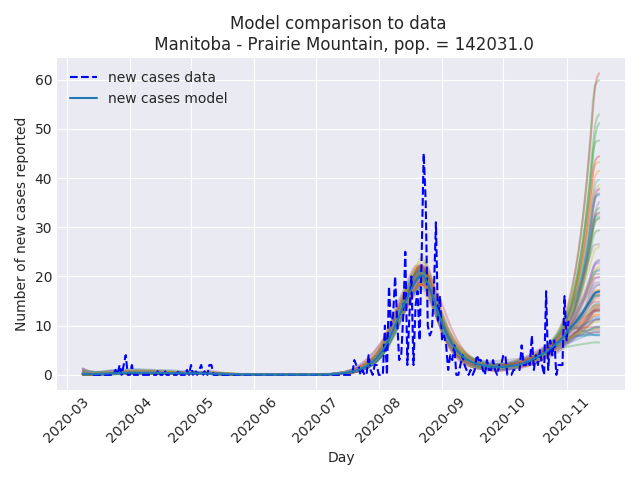 Model comparison to data
Manitoba - Prairie Mountain, pop. = 142031.0
new cases data
new cases model
Number of new cases reported
60
50
40
30
20
10
0
2020-03
2020-04
2020-05
2020-06
2020-07
2020-08
2020-09
2020-10
2020-11
Day